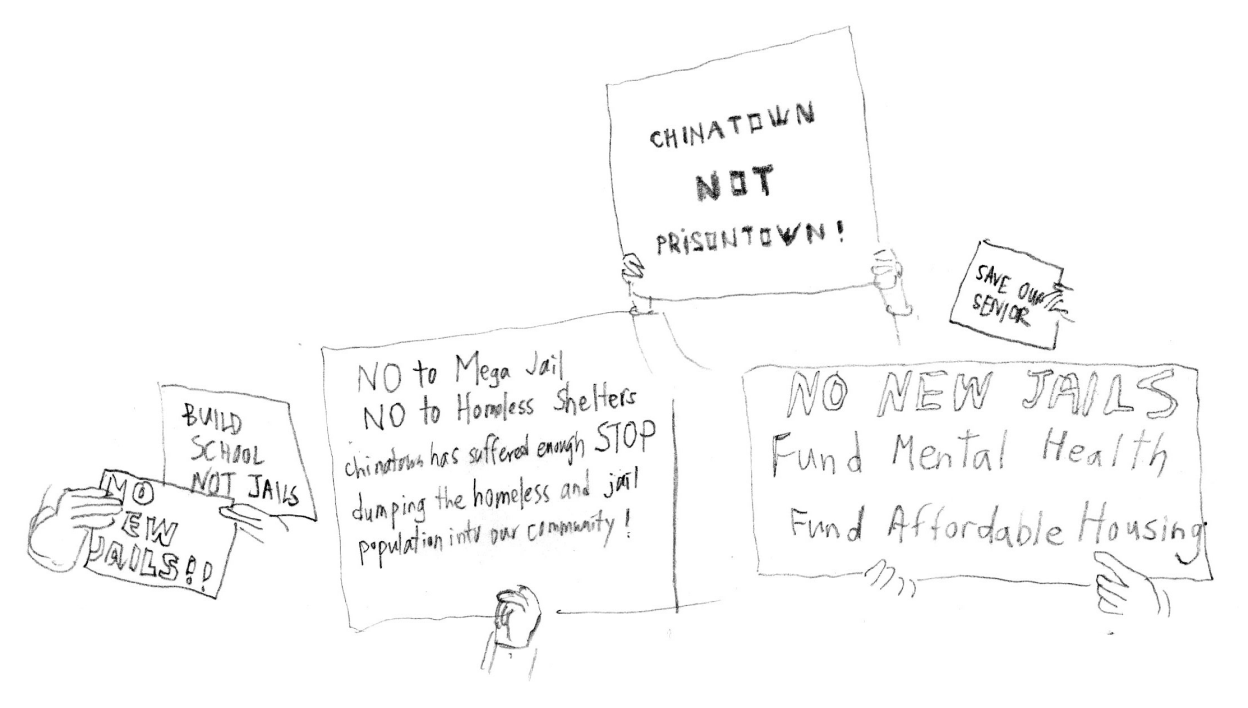 CHINATOWN
NOT
PRISONTOWN!
SAVE OUR
SENIOR
NO to Mega Jail
NO to Homeless Shelters
chinatown has suffered enough STOP
dumping the homeless and jail
population into our community!
NO NEW JAILS
Fund Mental Health
Fund Affordable Housing
BUILD
SCHOOL
NOT JAILS
NO
EW
JAILS!!